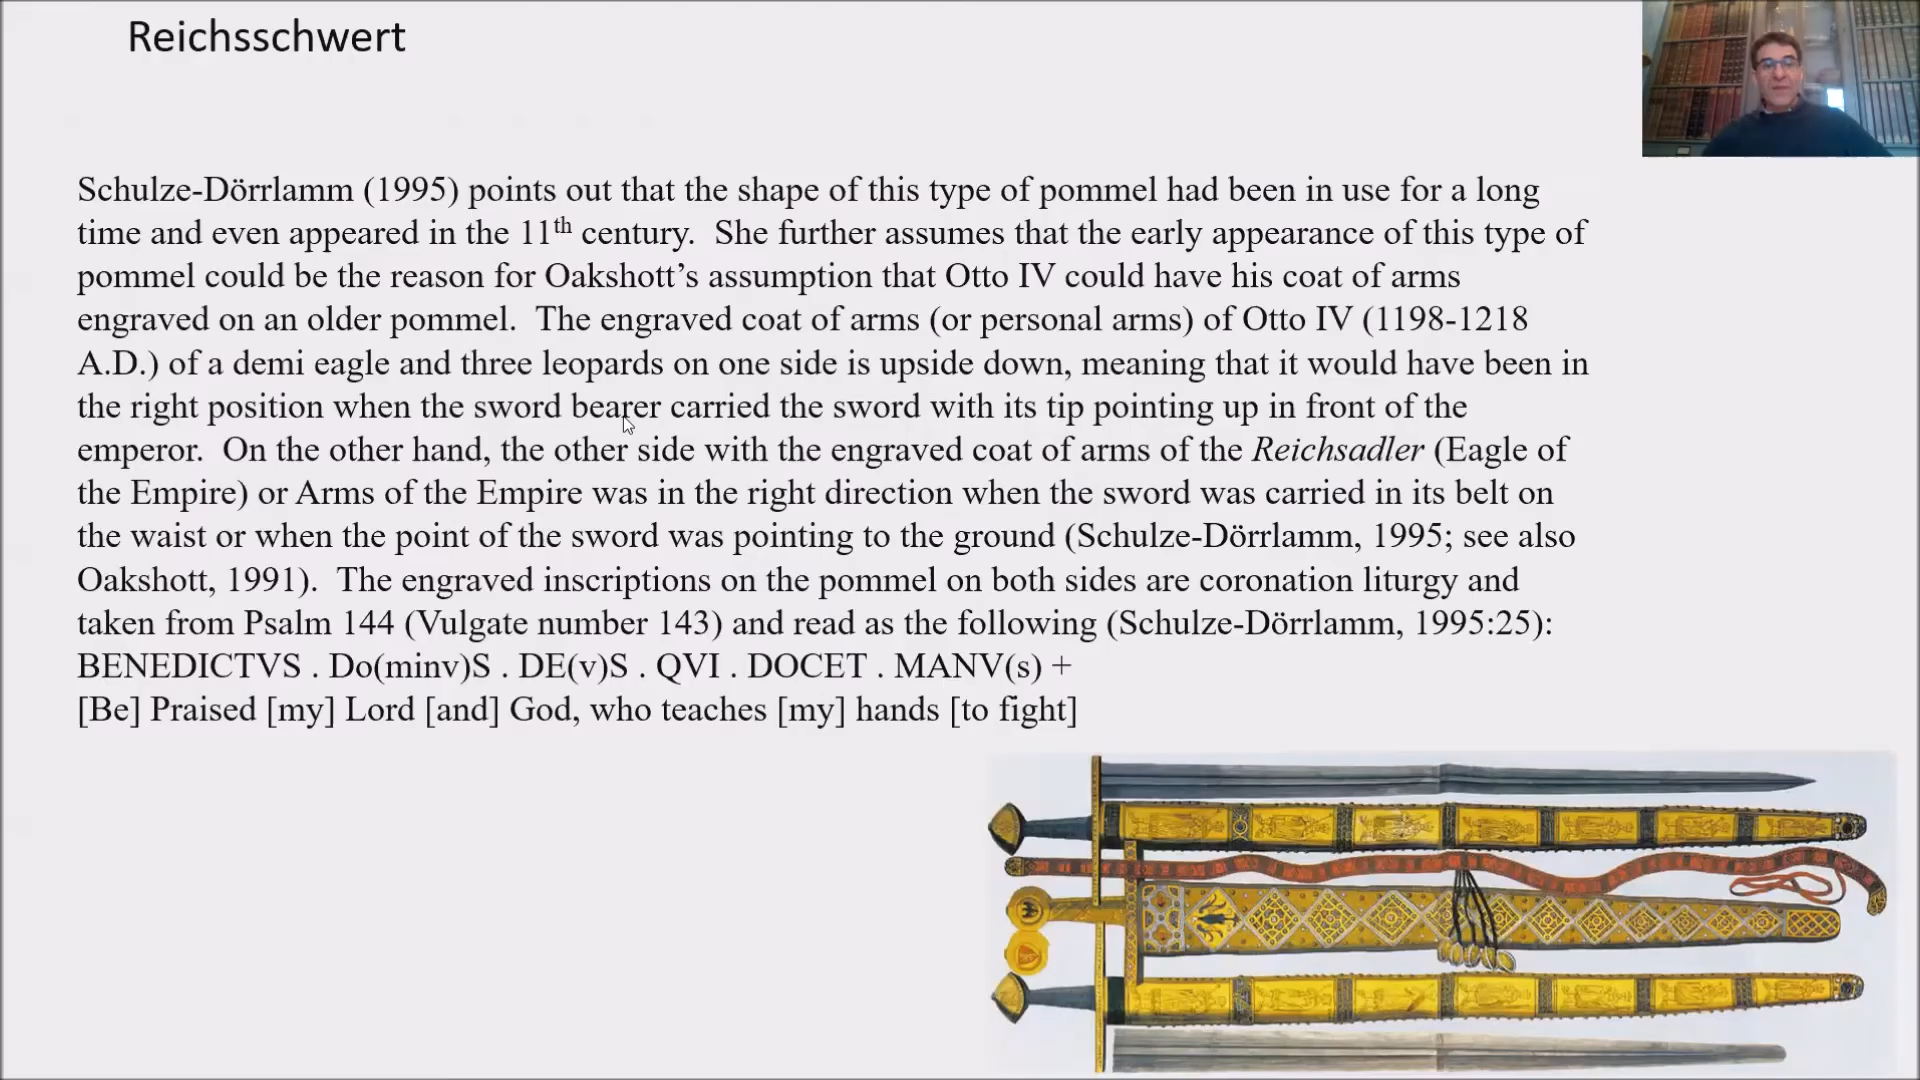 Reichsschwert
Schulze-Dörrlamm (1995) points out that the shape of this type of pommel had been in use for a long
time and even appeared in the 11th century.  She further assumes that the early appearance of this type of
pommel could be the reason for Oakshott’s assumption that Otto IV could have his coat of arms
engraved on an older pommel.  The engraved coat of arms (or personal arms) of Otto IV (1198-1218
A.D.) of a demi eagle and three leopards on one side is upside down, meaning that it would have been in
the right position when the sword bearer carried the sword with its tip pointing up in front of the
emperor.  On the other hand, the other side with the engraved coat of arms of the Reichsadler (Eagle of
the Empire) or Arms of the Empire was in the right direction when the sword was carried in its belt on
the waist or when the point of the sword was pointing to the ground (Schulze-Dörrlamm, 1995; see also
Oakshott, 1991).  The engraved inscriptions on the pommel on both sides are coronation liturgy and
taken from Psalm 144 (Vulgate number 143) and read as the following (Schulze-Dörrlamm, 1995:25):
BENEDICTVS . Do(minv)S . DE(v)S . QVI . DOCET . MANV(s) +
[Be] Praised [my] Lord [and] God, who teaches [my] hands [to fight]